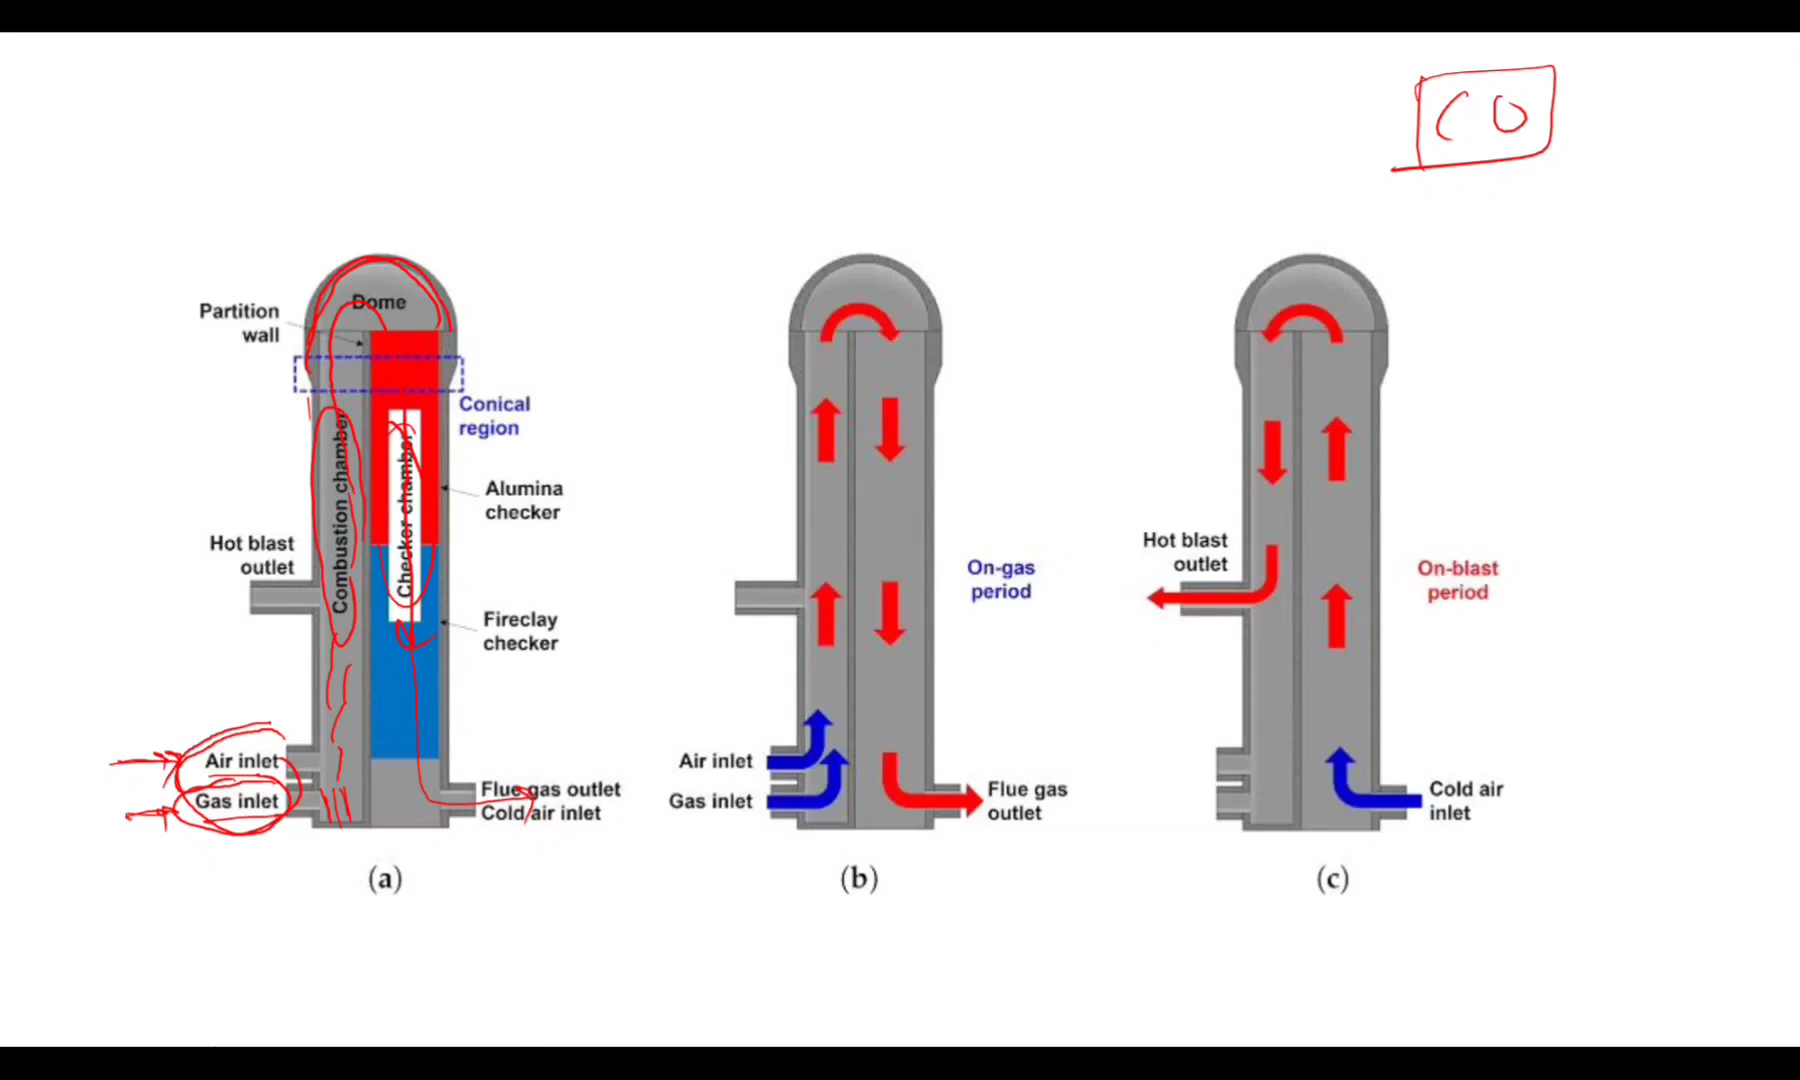 CO
Dome
Partition
wall
Conical
region
Combustion chamber
Checker chamber
Alumina
checker
Hot blast
outlet
Fireclay
checker
Air inlet
Gas inlet
Flue gas outlet
Cold air inlet
(a)
On-gas
period
Air inlet
Gas inlet
Flue gas
outlet
(b)
Hot blast
outlet
On-blast
period
Cold air
inlet
(c)